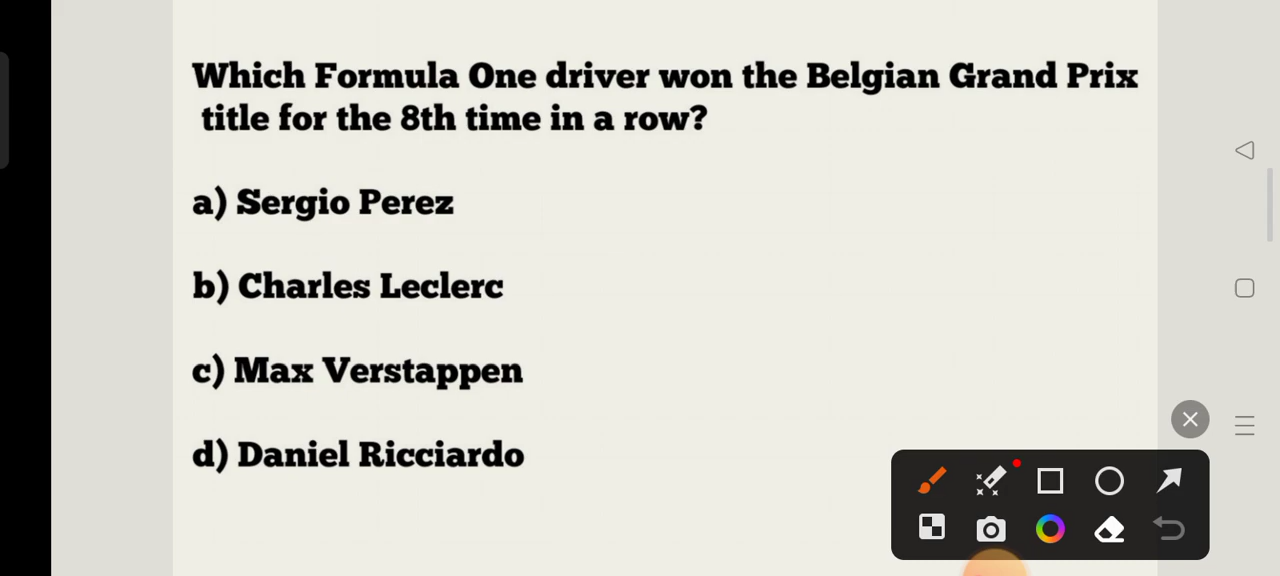 Which Formula One driver won the Belgian Grand Prix
title for the 8th time in a row?
a) Sergio Perez
b) Charles Leclerc
c) Max Verstappen
d) Daniel Ricciardo